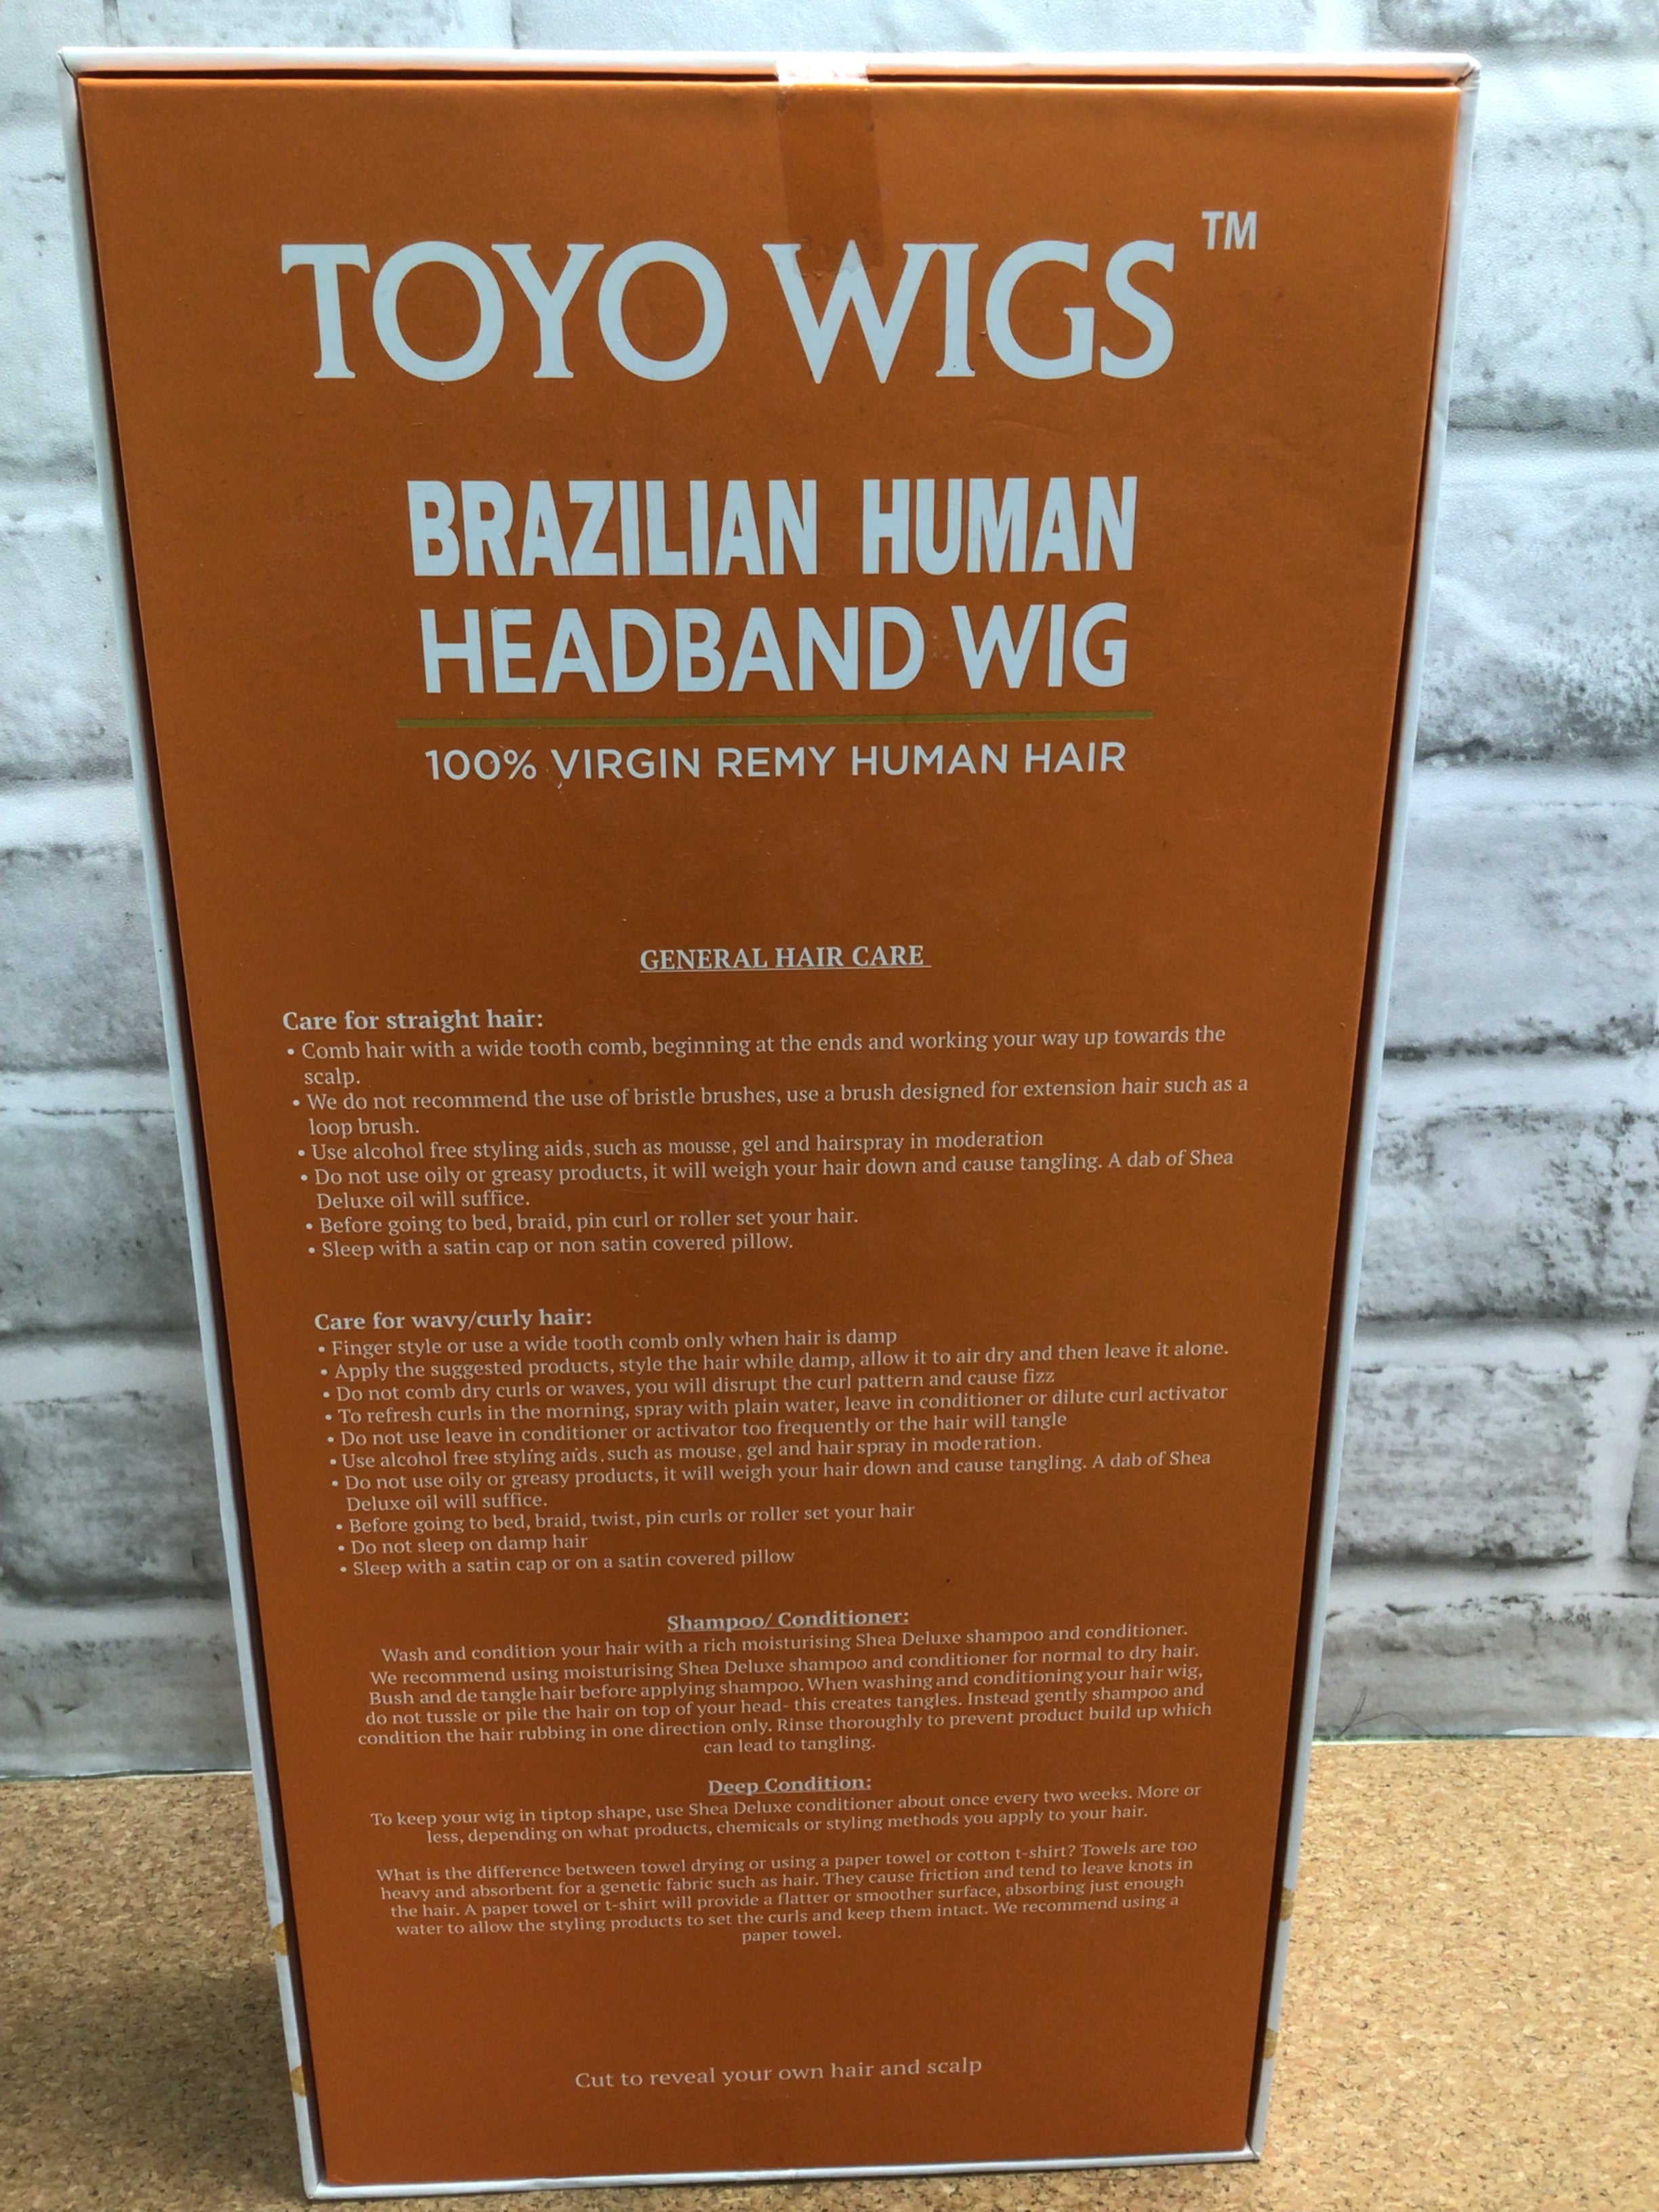 TOYO WIGS™
BRAZILIAN HUMAN
HEADBAND WIG
100% VIRGIN REMY HUMAN HAIR
GENERAL HAIR CARE
Care for straight hair:
• Comb hair with a wide tooth comb, beginning at the ends and working your way up towards the
scalp.
• We do not recommend the use of bristle brushes, use a brush designed for extension hair such as a
loop brush.
• Use alcohol free styling aids, such as mousse, gel and hairspray in moderation
• Do not use oily or greasy products, it will weigh your hair down and cause tangling. A dab of Shea
Deluxe oil will suffice.
• Before going to bed, braid, pin curl or roller set your hair.
• Sleep with a satin cap or non satin covered pillow.
Care for wavy/curly hair:
• Finger style or use a wide tooth comb only when hair is damp
• Apply the suggested products, style the hair while damp, allow it to air dry and then leave it alone.
• Do not comb dry curls or waves, you will disrupt the curl pattern and cause fizz
• To refresh curls in the morning, spray with plain water, leave in conditioner or dilute curl activator
• Do not use leave in conditioner or activator too frequently or the hair will tangle
• Use alcohol free styling aids, such as mouse, gel and hair spray in moderation.
• Do not use oily or greasy products, it will weigh your hair down and cause tangling. A dab of Shea
Deluxe oil will suffice.
• Before going to bed, braid, twist, pin curls or roller set your hair
• Do not sleep on damp hair
• Sleep with a satin cap or on a satin covered pillow
Shampoo/ Conditioner:
Wash and condition your hair with a rich moisturising Shea Deluxe shampoo and conditioner.
We recommend using moisturising Shea Deluxe shampoo and conditioner for normal to dry hair.
Bush and de tangle hair before applying shampoo. When washing and conditioning your hair wig,
do not tussle or pile the hair on top of your head- this creates tangles. Instead gently shampoo and
condition the hair rubbing in one direction only. Rinse thoroughly to prevent product build up which
can lead to tangling.
Deep Condition:
To keep your wig in tiptop shape, use Shea Deluxe conditioner about once every two weeks. More or
less, depending on what products, chemicals or styling methods you apply to your hair.
What is the difference between towel drying or using a paper towel or cotton t-shirt? Towels are too
heavy and absorbent for a genetic fabric such as hair. They cause friction and tend to leave knots in
the hair. A paper towel or t-shirt will provide a flatter or smoother surface, absorbing just enough
water to allow the styling products to set the curls and keep them intact. We recommend using a
paper towel.
Cut to reveal your own hair and scalp